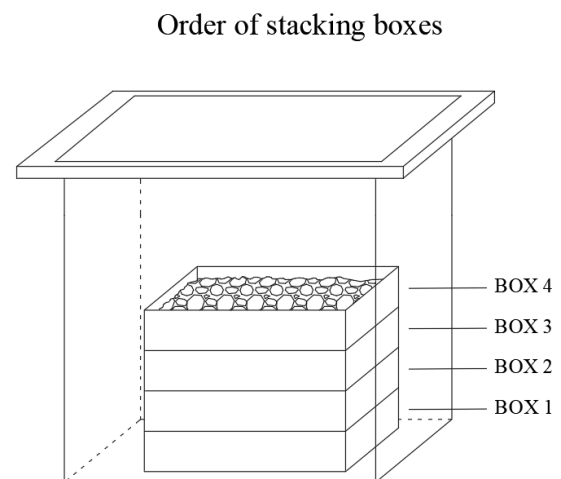 Order of stacking boxes
BOX 4
BOX 3
BOX 2
BOX 1